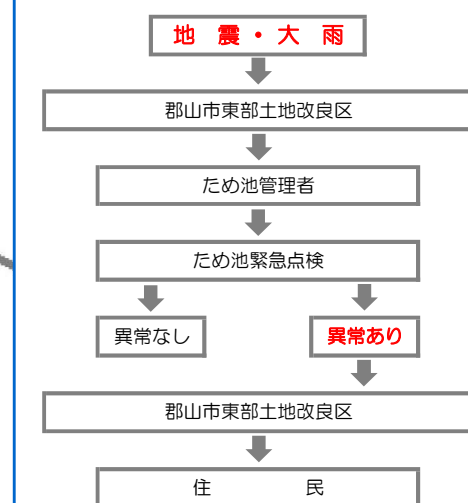 地 震・大 雨
郡山市東部土地改良区
ため池管理者
ため池緊急点検
異常なし
異常あり
郡山市東部土地改良区
住 民